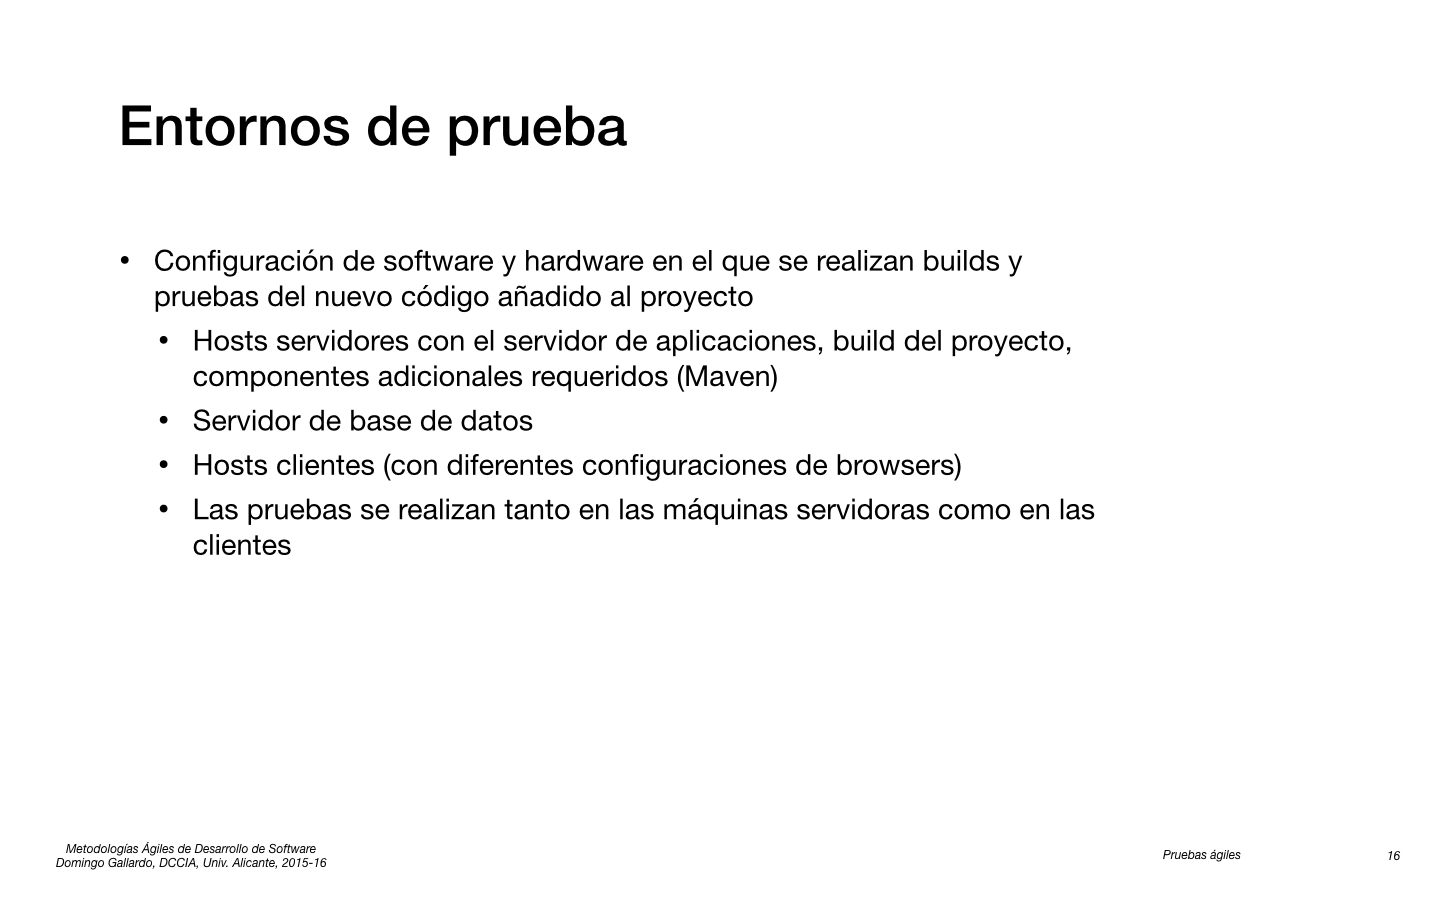 Entornos de prueba
• Configuración de software y hardware en el que se realizan builds y
pruebas del nuevo código añadido al proyecto
• Hosts servidores con el servidor de aplicaciones, build del proyecto,
componentes adicionales requeridos (Maven)
• Servidor de base de datos
• Hosts clientes (con diferentes configuraciones de browsers)
• Las pruebas se realizan tanto en las máquinas servidoras como en las
clientes
Metodologías Ágiles de Desarrollo de Software
Domingo Gallardo, DCCIA, Univ. Alicante, 2015-16
Pruebas ágiles
16